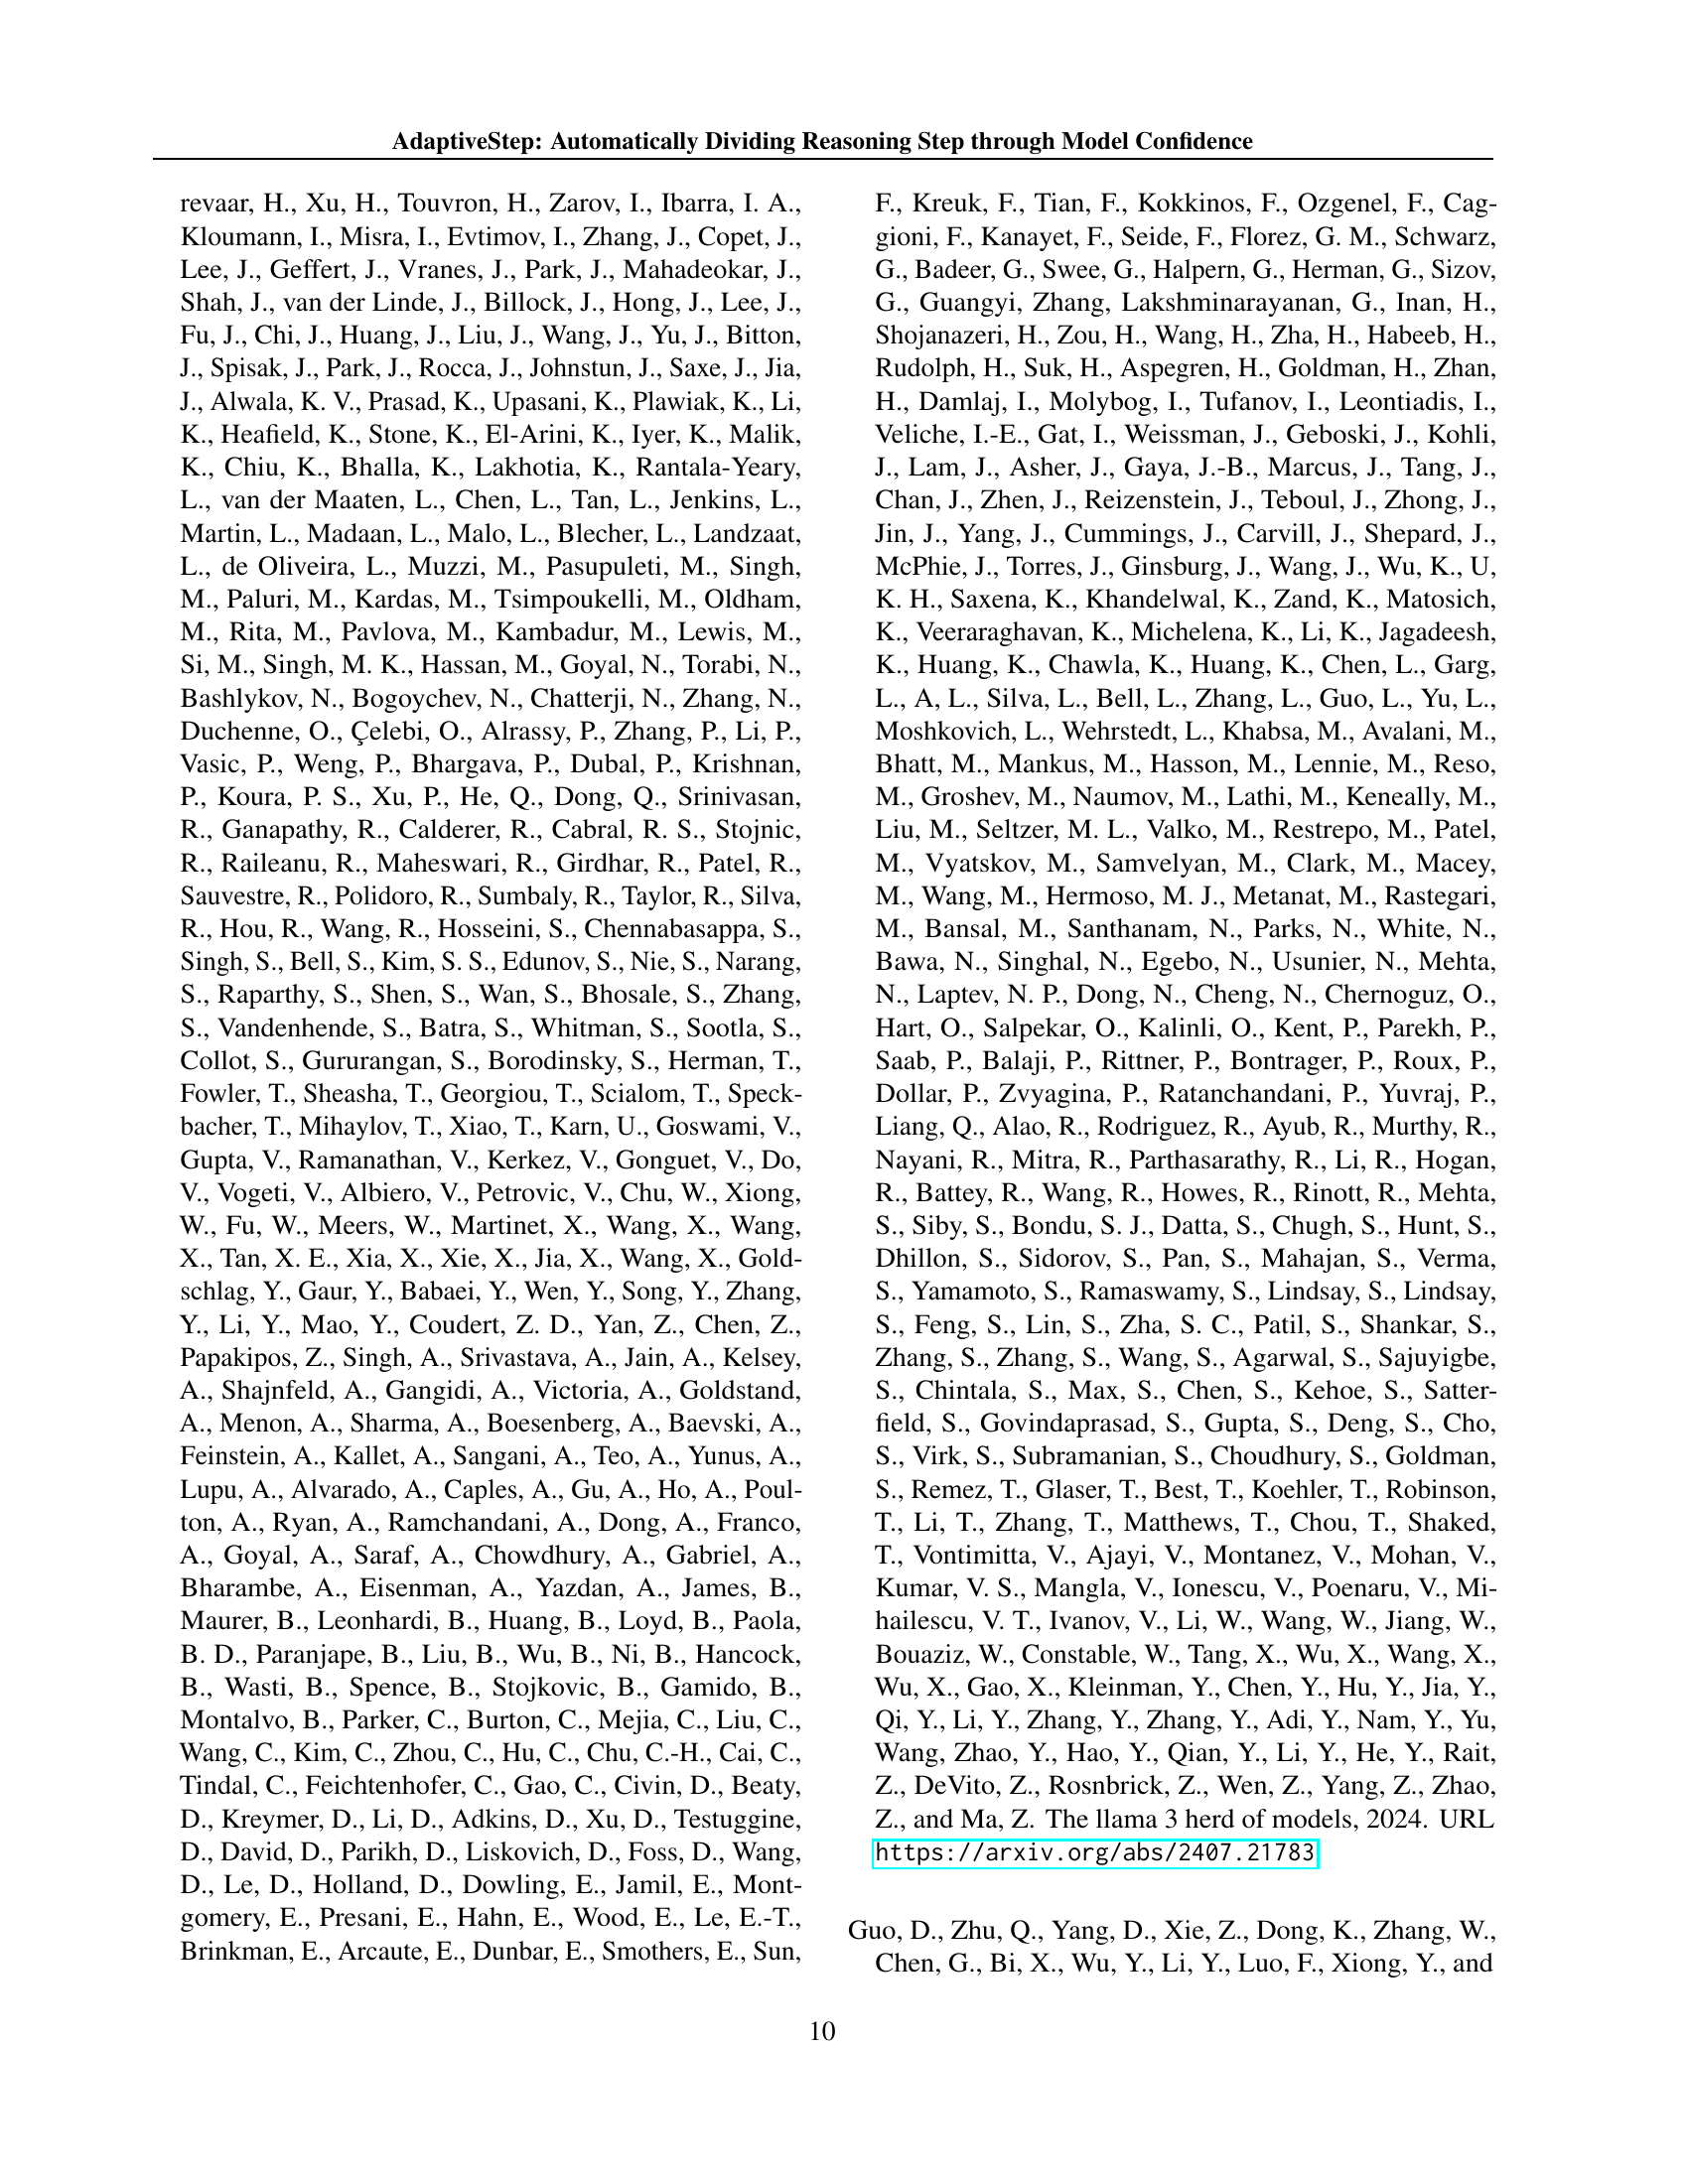 AdaptiveStep: Automatically Dividing Reasoning Step through Model Confidence
revaar, H., Xu, H., Touvron, H., Zarov, I., Ibarra, I. A.,
Kloumann, I., Misra, I., Evtimov, I., Zhang, J., Copet, J.,
Lee, J., Geffert, J., Vranes, J., Park, J., Mahadeokar, J.,
Shah, J., van der Linde, J., Billock, J., Hong, J., Lee, J.,
Fu, J., Chi, J., Huang, J., Liu, J., Wang, J., Yu, J., Bitton,
J., Spisak, J., Park, J., Rocca, J., Johnstun, J., Saxe, J., Jia,
J., Alwala, K. V., Prasad, K., Upasani, K., Plawiak, K., Li,
K., Heafield, K., Stone, K., El-Arini, K., Iyer, K., Malik,
K., Chiu, K., Bhalla, K., Lakhotia, K., Rantala-Yeary,
L., van der Maaten, L., Chen, L., Tan, L., Jenkins, L.,
Martin, L., Madaan, L., Malo, L., Blecher, L., Landzaat,
L., de Oliveira, L., Muzzi, M., Pasupuleti, M., Singh,
M., Paluri, M., Kardas, M., Tsimpoukelli, M., Oldham,
M., Rita, M., Pavlova, M., Kambadur, M., Lewis, M.,
Si, M., Singh, M. K., Hassan, M., Goyal, N., Torabi, N.,
Bashlykov, N., Bogoychev, N., Chatterji, N., Zhang, N.,
Duchenne, O., Çelebi, O., Alrassy, P., Zhang, P., Li, P.,
Vasic, P., Weng, P., Bhargava, P., Dubal, P., Krishnan,
P., Koura, P. S., Xu, P., He, Q., Dong, Q., Srinivasan,
R., Ganapathy, R., Calderer, R., Cabral, R. S., Stojnic,
R., Raileanu, R., Maheswari, R., Girdhar, R., Patel, R.,
Sauvestre, R., Polidoro, R., Sumbaly, R., Taylor, R., Silva,
R., Hou, R., Wang, R., Hosseini, S., Chennabasappa, S.,
Singh, S., Bell, S., Kim, S. S., Edunov, S., Nie, S., Narang,
S., Raparthy, S., Shen, S., Wan, S., Bhosale, S., Zhang,
S., Vandenhende, S., Batra, S., Whitman, S., Sootla, S.,
Collot, S., Gururangan, S., Borodinsky, S., Herman, T.,
Fowler, T., Sheasha, T., Georgiou, T., Scialom, T., Speck-
bacher, T., Mihaylov, T., Xiao, T., Karn, U., Goswami, V.,
Gupta, V., Ramanathan, V., Kerkez, V., Gonguet, V., Do,
V., Vogeti, V., Albiero, V., Petrovic, V., Chu, W., Xiong,
W., Fu, W., Meers, W., Martinet, X., Wang, X., Wang,
X., Tan, X. E., Xia, X., Xie, X., Jia, X., Wang, X., Gold-
schlag, Y., Gaur, Y., Babaei, Y., Wen, Y., Song, Y., Zhang,
Y., Li, Y., Mao, Y., Coudert, Z. D., Yan, Z., Chen, Z.,
Papakipos, Z., Singh, A., Srivastava, A., Jain, A., Kelsey,
A., Shajnfeld, A., Gangidi, A., Victoria, A., Goldstand,
A., Menon, A., Sharma, A., Boesenberg, A., Baevski, A.,
Feinstein, A., Kallet, A., Sangani, A., Teo, A., Yunus, A.,
Lupu, A., Alvarado, A., Caples, A., Gu, A., Ho, A., Poul-
ton, A., Ryan, A., Ramchandani, A., Dong, A., Franco,
A., Goyal, A., Saraf, A., Chowdhury, A., Gabriel, A.,
Bharambe, A., Eisenman, A., Yazdan, A., James, B.,
Maurer, B., Leonhardi, B., Huang, B., Loyd, B., Paola,
B. D., Paranjape, B., Liu, B., Wu, B., Ni, B., Hancock,
B., Wasti, B., Spence, B., Stojkovic, B., Gamido, B.,
Montalvo, B., Parker, C., Burton, C., Mejia, C., Liu, C.,
Wang, C., Kim, C., Zhou, C., Hu, C., Chu, C.-H., Cai, C.,
Tindal, C., Feichtenhofer, C., Gao, C., Civin, D., Beaty,
D., Kreymer, D., Li, D., Adkins, D., Xu, D., Testuggine,
D., David, D., Parikh, D., Liskovich, D., Foss, D., Wang,
D., Le, D., Holland, D., Dowling, E., Jamil, E., Mont-
gomery, E., Presani, E., Hahn, E., Wood, E., Le, E.-T.,
Brinkman, E., Arcaute, E., Dunbar, E., Smothers, E., Sun,
F., Kreuk, F., Tian, F., Kokkinos, F., Ozgenel, F., Cag-
gioni, F., Kanayet, F., Seide, F., Florez, G. M., Schwarz,
G., Badeer, G., Swee, G., Halpern, G., Herman, G., Sizov,
G., Guangyi, Zhang, Lakshminarayanan, G., Inan, H.,
Shojanazeri, H., Zou, H., Wang, H., Zha, H., Habeeb, H.,
Rudolph, H., Suk, H., Aspegren, H., Goldman, H., Zhan,
H., Damlaj, I., Molybog, I., Tufanov, I., Leontiadis, I.,
Veliche, I.-E., Gat, I., Weissman, J., Geboski, J., Kohli,
J., Lam, J., Asher, J., Gaya, J.-B., Marcus, J., Tang, J.,
Chan, J., Zhen, J., Reizenstein, J., Teboul, J., Zhong, J.,
Jin, J., Yang, J., Cummings, J., Carvill, J., Shepard, J.,
McPhie, J., Torres, J., Ginsburg, J., Wang, J., Wu, K., U,
K. H., Saxena, K., Khandelwal, K., Zand, K., Matosich,
K., Veeraraghavan, K., Michelena, K., Li, K., Jagadeesh,
K., Huang, K., Chawla, K., Huang, K., Chen, L., Garg,
L., A, L., Silva, L., Bell, L., Zhang, L., Guo, L., Yu, L.,
Moshkovich, L., Wehrstedt, L., Khabsa, M., Avalani, M.,
Bhatt, M., Mankus, M., Hasson, M., Lennie, M., Reso,
M., Groshev, M., Naumov, M., Lathi, M., Keneally, M.,
Liu, M., Seltzer, M. L., Valko, M., Restrepo, M., Patel,
M., Vyatskov, M., Samvelyan, M., Clark, M., Macey,
M., Wang, M., Hermoso, M. J., Metanat, M., Rastegari,
M., Bansal, M., Santhanam, N., Parks, N., White, N.,
Bawa, N., Singhal, N., Egebo, N., Usunier, N., Mehta,
N., Laptev, N. P., Dong, N., Cheng, N., Chernoguz, O.,
Hart, O., Salpekar, O., Kalinli, O., Kent, P., Parekh, P.,
Saab, P., Balaji, P., Rittner, P., Bontrager, P., Roux, P.,
Dollar, P., Zvyagina, P., Ratanchandani, P., Yuvraj, P.,
Liang, Q., Alao, R., Rodriguez, R., Ayub, R., Murthy, R.,
Nayani, R., Mitra, R., Parthasarathy, R., Li, R., Hogan,
R., Battey, R., Wang, R., Howes, R., Rinott, R., Mehta,
S., Siby, S., Bondu, S. J., Datta, S., Chugh, S., Hunt, S.,
Dhillon, S., Sidorov, S., Pan, S., Mahajan, S., Verma,
S., Yamamoto, S., Ramaswamy, S., Lindsay, S., Lindsay,
S., Feng, S., Lin, S., Zha, S. C., Patil, S., Shankar, S.,
Zhang, S., Zhang, S., Wang, S., Agarwal, S., Sajuyigbe,
S., Chintala, S., Max, S., Chen, S., Kehoe, S., Satter-
field, S., Govindaprasad, S., Gupta, S., Deng, S., Cho,
S., Virk, S., Subramanian, S., Choudhury, S., Goldman,
S., Remez, T., Glaser, T., Best, T., Koehler, T., Robinson,
T., Li, T., Zhang, T., Matthews, T., Chou, T., Shaked,
T., Vontimitta, V., Ajayi, V., Montanez, V., Mohan, V.,
Kumar, V. S., Mangla, V., Ionescu, V., Poenaru, V., Mi-
hailescu, V. T., Ivanov, V., Li, W., Wang, W., Jiang, W.,
Bouaziz, W., Constable, W., Tang, X., Wu, X., Wang, X.,
Wu, X., Gao, X., Kleinman, Y., Chen, Y., Hu, Y., Jia, Y.,
Qi, Y., Li, Y., Zhang, Y., Zhang, Y., Adi, Y., Nam, Y., Yu,
Wang, Zhao, Y., Hao, Y., Qian, Y., Li, Y., He, Y., Rait,
Z., DeVito, Z., Rosnbrick, Z., Wen, Z., Yang, Z., Zhao,
Z., and Ma, Z. The llama 3 herd of models, 2024. URL
https://arxiv.org/abs/2407.21783
Guo, D., Zhu, Q., Yang, D., Xie, Z., Dong, K., Zhang, W.,
Chen, G., Bi, X., Wu, Y., Li, Y., Luo, F., Xiong, Y., and
10